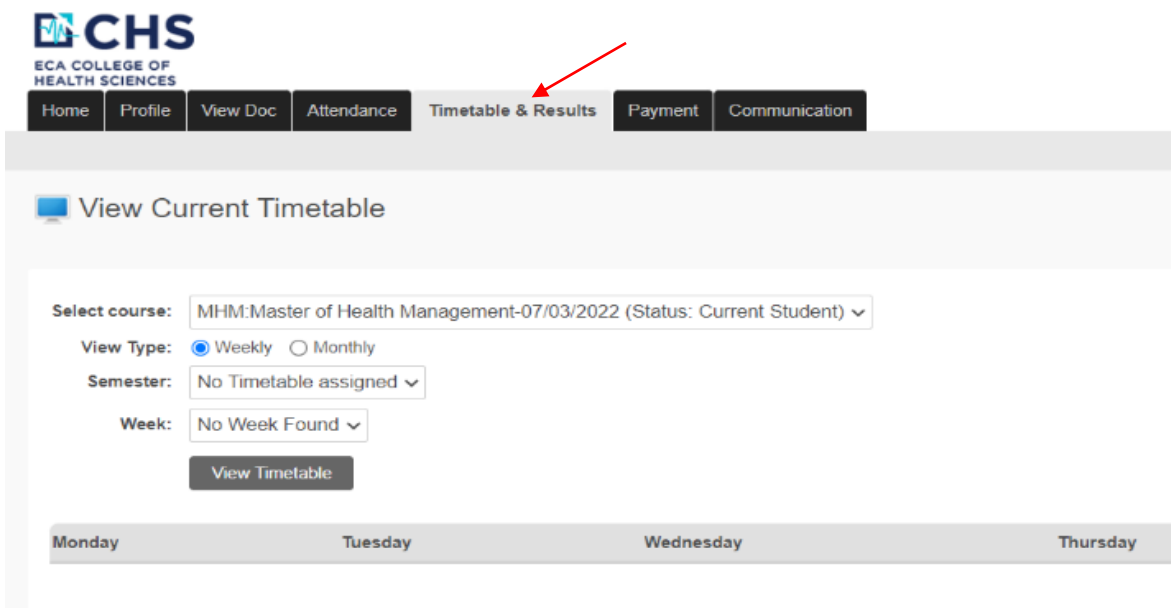 CHS
ECA COLLEGE OF
HEALTH SCIENCES
Home Profile View Doc Attendance Timetable & Results Payment Communication
View Current Timetable
Select course: MHM:Master of Health Management-07/03/2022 (Status: Current Student)
View Type: Weekly Monthly
Semester: No Timetable assigned
Week: No Week Found
View Timetable
Monday Tuesday Wednesday Thursday